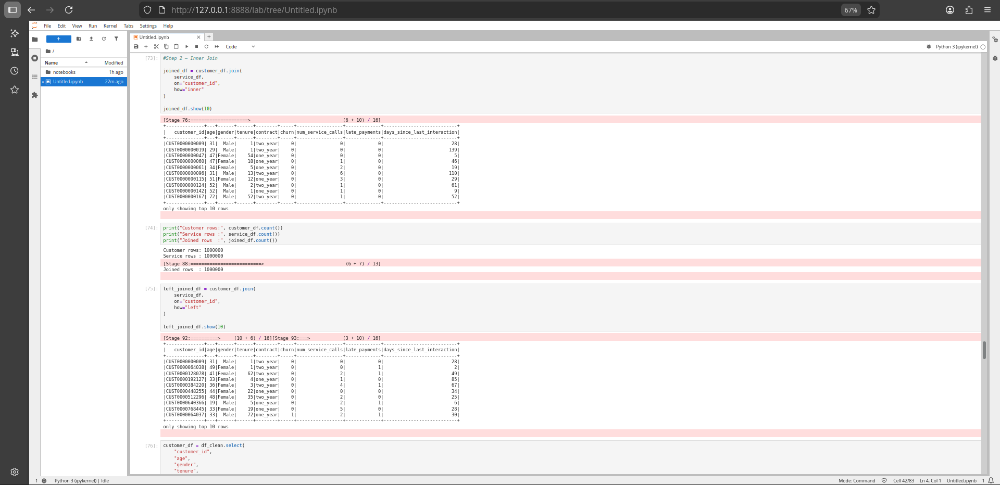 http://127.0.0.1:8888/lab/tree/Untitled.ipynb
67%
File Edit View Run Kernel Tabs Settings Help
Untitled.ipynb
Code
Python 3 (ipykernel)
/
Name Modified
notebooks 1h ago
Untitled.ipynb 22m ago
[73]: #Step 2 – Inner Join
joined_df = customer_df.join(
    service_df,
    on="customer_id",
    how="inner"
)
joined_df.show(10)
[Stage 76:=====================>                                  (6 + 10) / 16]
+--------------+---+------+------+--------+-----+-----------------+-------------+---------------------------+
|   customer_id|age|gender|tenure|contract|churn|num_service_calls|late_payments|days_since_last_interaction|
+--------------+---+------+------+--------+-----+-----------------+-------------+---------------------------+
|CUST0000000009| 31|  Male|     1|two_year|    0|                0|            0|                         28|
|CUST0000000019| 29|  Male|     1|two_year|    0|                0|            0|                        139|
|CUST0000000047| 47|Female|    54|one_year|    0|                0|            0|                          5|
|CUST0000000060| 47|Female|    18|one_year|    0|                1|            0|                         46|
|CUST0000000061| 34|Female|     5|one_year|    0|                2|            0|                         19|
|CUST0000000096| 31|  Male|    13|two_year|    0|                6|            0|                        110|
|CUST0000000115| 51|Female|    12|one_year|    0|                3|            0|                         29|
|CUST0000000124| 52|  Male|     2|two_year|    0|                1|            0|                         61|
|CUST0000000142| 52|  Male|     1|one_year|    0|                1|            0|                          9|
|CUST0000000167| 72|  Male|    52|two_year|    0|                1|            0|                         52|
+--------------+---+------+------+--------+-----+-----------------+-------------+---------------------------+
only showing top 10 rows
[74]: print("Customer rows:", customer_df.count())
print("Service rows :", service_df.count())
print("Joined rows  :", joined_df.count())
Customer rows: 1000000
Service rows : 1000000
[Stage 88:==========================>                              (6 + 7) / 13]
Joined rows  : 1000000
[75]: left_joined_df = customer_df.join(
    service_df,
    on="customer_id",
    how="left"
)
left_joined_df.show(10)
[Stage 92:==========>     (10 + 6) / 16][Stage 93:===>            (3 + 10) / 16]
+--------------+---+------+------+--------+-----+-----------------+-------------+---------------------------+
|   customer_id|age|gender|tenure|contract|churn|num_service_calls|late_payments|days_since_last_interaction|
+--------------+---+------+------+--------+-----+-----------------+-------------+---------------------------+
|CUST0000000009| 31|  Male|     1|two_year|    0|                0|            0|                         28|
|CUST0000064038| 49|Female|     1|two_year|    0|                0|            1|                          2|
|CUST0000128078| 41|Female|    62|two_year|    0|                2|            1|                         49|
|CUST0000192127| 33|Female|     4|one_year|    0|                1|            0|                         85|
|CUST0000384220| 36|Female|     3|two_year|    0|                4|            1|                         67|
|CUST0000448255| 44|Female|    22|one_year|    0|                0|            0|                         34|
|CUST0000512296| 48|Female|    35|two_year|    0|                2|            0|                         25|
|CUST0000640366| 19|  Male|     5|one_year|    0|                2|            1|                          6|
|CUST0000768445| 33|Female|    19|one_year|    0|                5|            0|                         28|
|CUST0000064037| 33|  Male|    72|one_year|    1|                2|            1|                         30|
+--------------+---+------+------+--------+-----+-----------------+-------------+---------------------------+
only showing top 10 rows
[76]: customer_df = df_clean.select(
    "customer_id",
    "age",
    "gender",
    "tenure",
1 Python 3 (ipykernel) | Idle Mode: Command Cell 42/83 Ln 4, Col 1 Untitled.ipynb 1